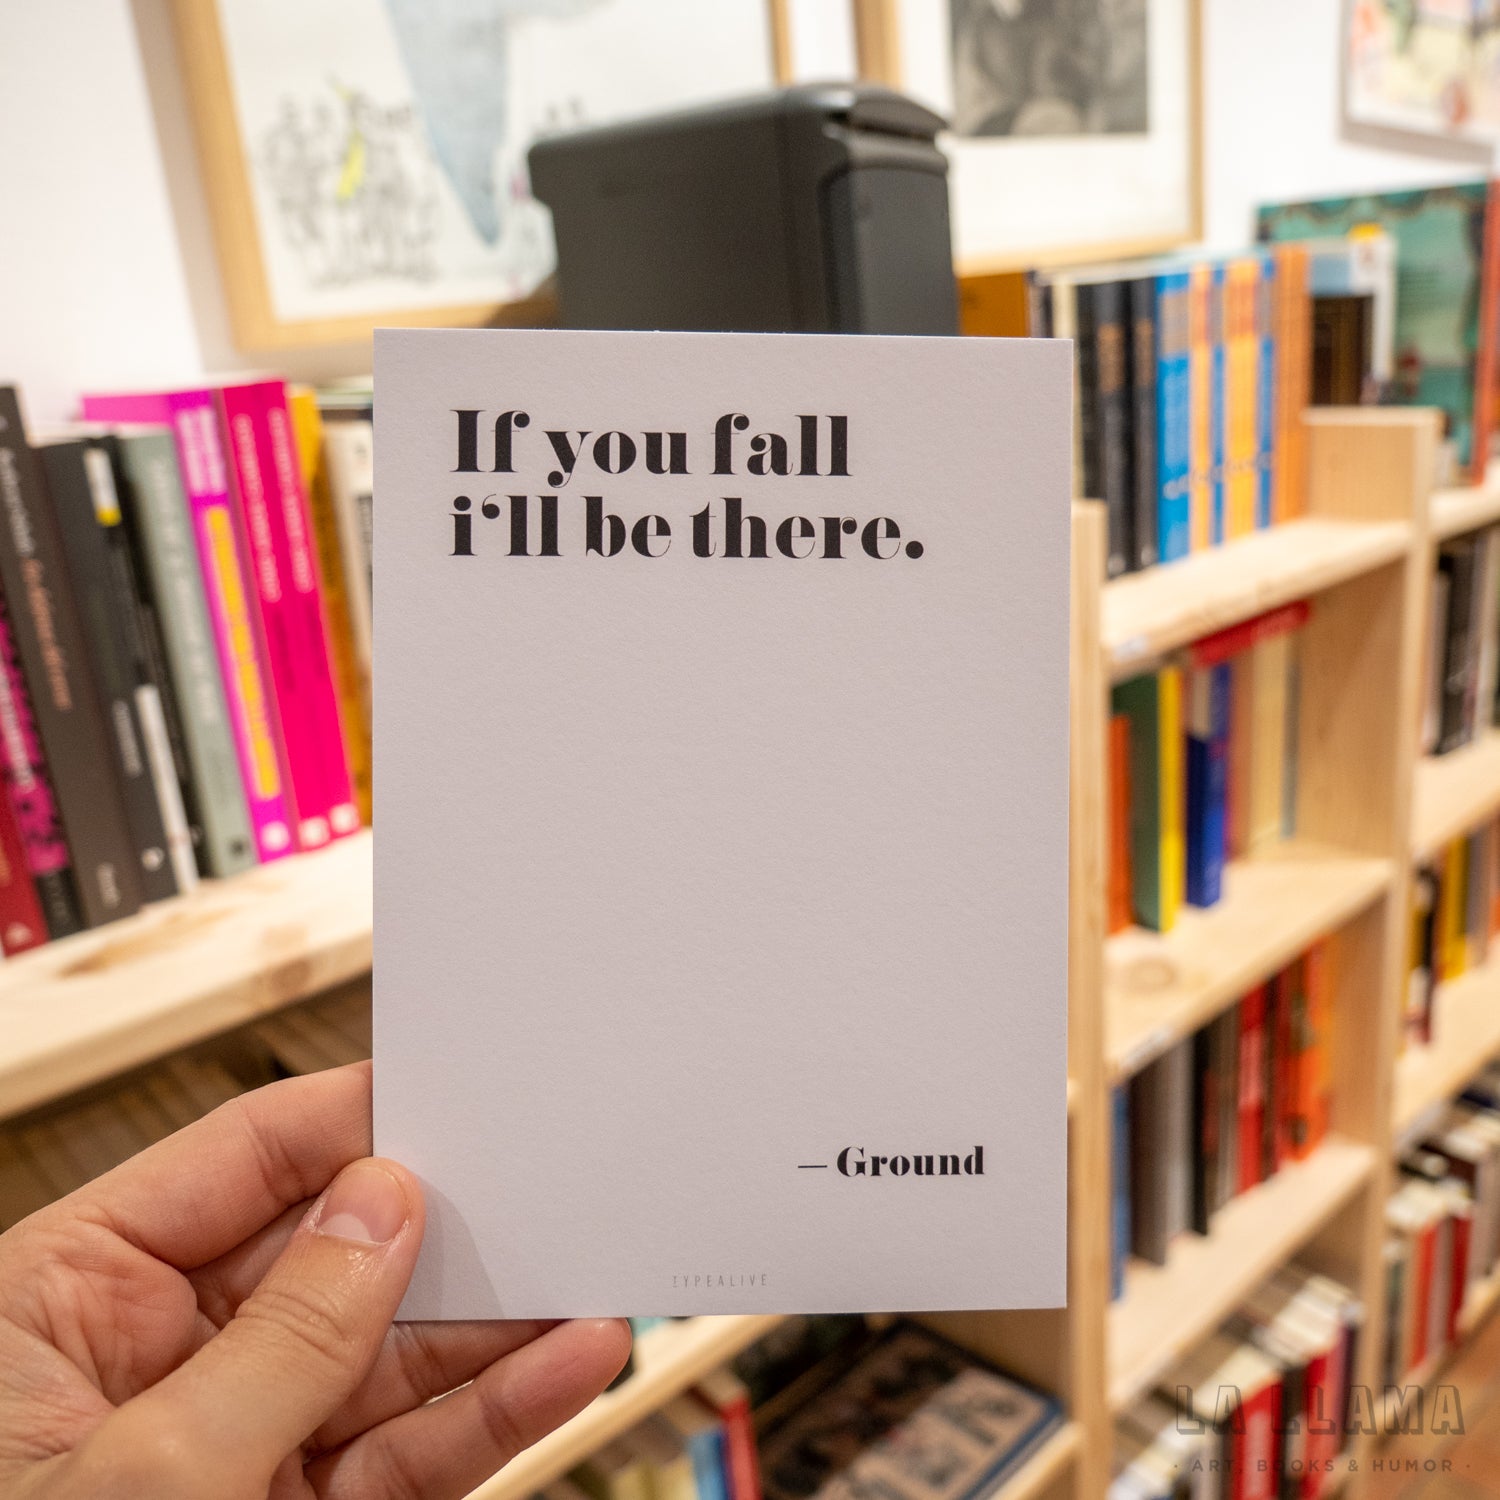 If you fall
i‘ll be there.
— Ground
TYPEALIVE
LA LLAMA
· ART, BOOKS & HUMOR ·